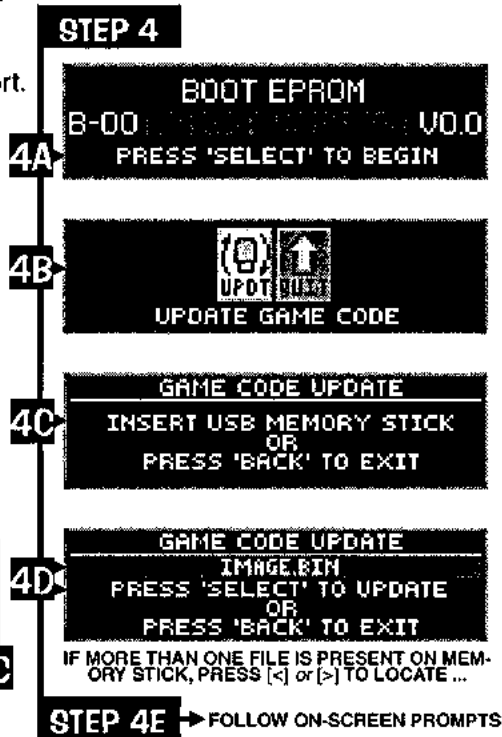 STEP 4
rt.
BOOT EPROM
B-00 V0.0
4A
PRESS 'SELECT' TO BEGIN
4B
UPDT QUIT
UPDATE GAME CODE
GAME CODE UPDATE
4C
INSERT USB MEMORY STICK
OR
PRESS 'BACK' TO EXIT
GAME CODE UPDATE
IMAGE.BIN
4D
PRESS 'SELECT' TO UPDATE
OR
PRESS 'BACK' TO EXIT
C
IF MORE THAN ONE FILE IS PRESENT ON MEM-
ORY STICK, PRESS [<] or [>] TO LOCATE ...
STEP 4E FOLLOW ON-SCREEN PROMPTS